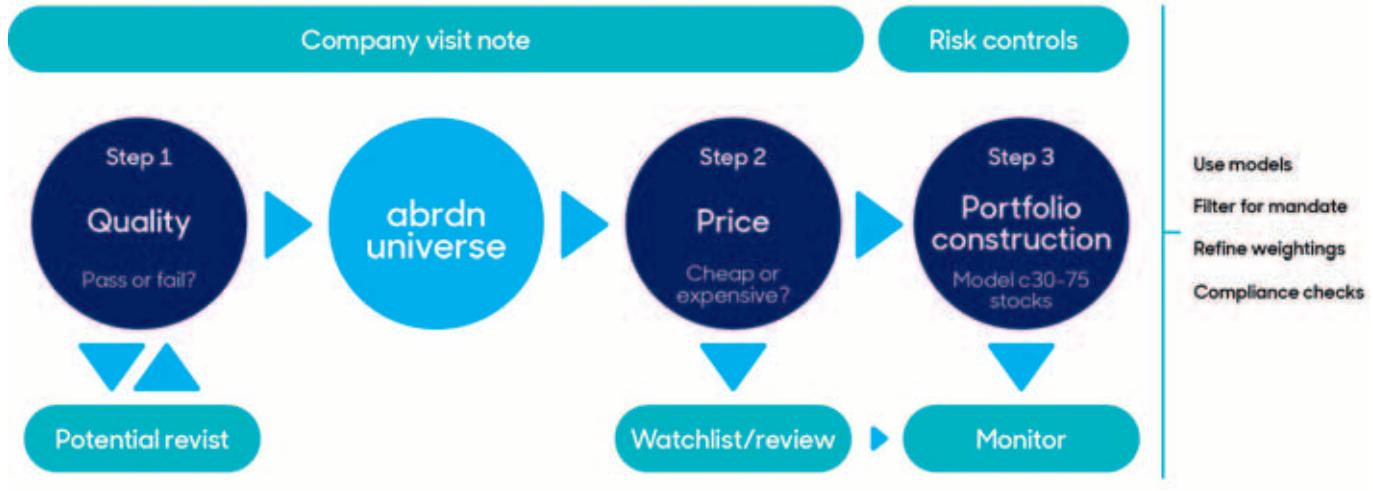 Company visit note
Risk controls
Step 1
Quality
Pass or fail?
abrdn
universe
Step 2
Price
Cheap or
expensive?
Step 3
Portfolio
construction
Model c30-75
stocks
Use models
Filter for mandate
Refine weightings
Compliance checks
Potential revist
Watchlist/review
Monitor